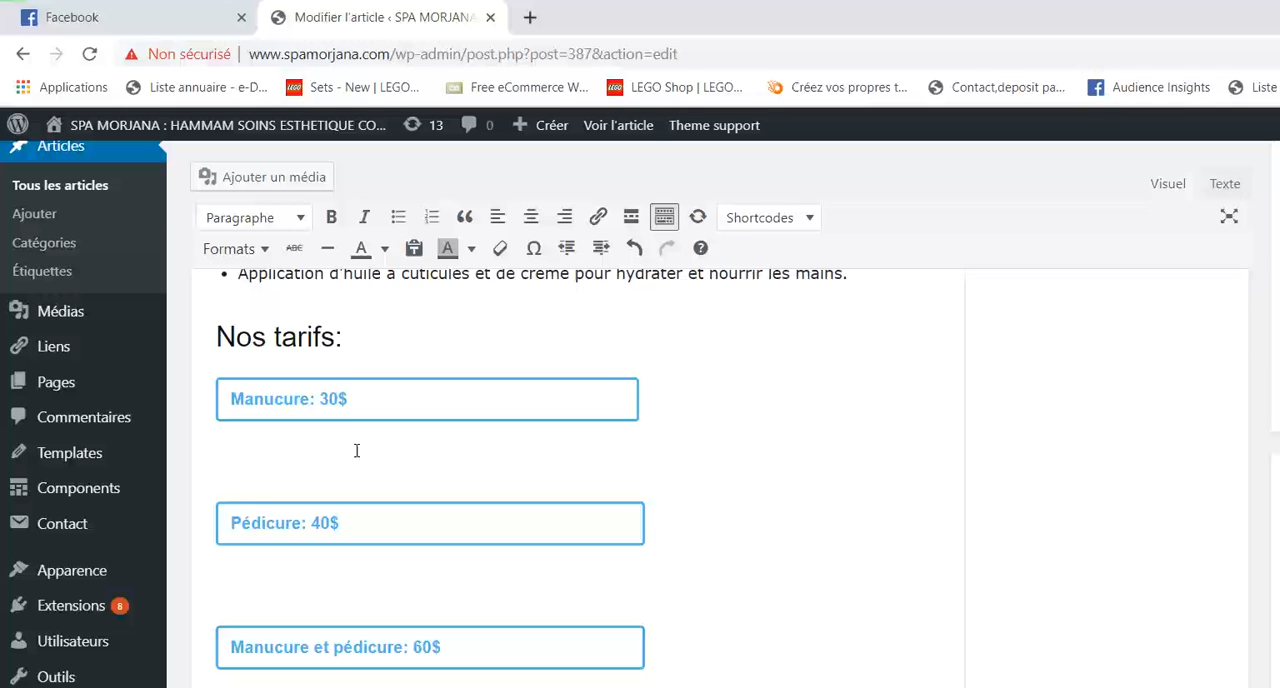 Facebook
Modifier l'article ‹ SPA MORJANA
Non sécurisé | www.spamorjana.com/wp-admin/post.php?post=387&action=edit
Applications Liste annuaire - e-D... Sets - New | LEGO... Free eCommerce W... LEGO Shop | LEGO... Créez vos propres t... Contact,deposit pa... Audience Insights Liste
SPA MORJANA : HAMMAM SOINS ESTHETIQUE CO... 13 0 Créer Voir l'article Theme support
Articles
Tous les articles
Ajouter
Catégories
Étiquettes
Médias
Liens
Pages
Commentaires
Templates
Components
Contact
Apparence
Extensions 8
Utilisateurs
Outils
Ajouter un média
Visuel Texte
Paragraphe B I Shortcodes
Formats ABC A A Ω
• Application d'huile à cuticules et de crème pour hydrater et nourrir les mains.
Nos tarifs:
Manucure: 30$
Pédicure: 40$
Manucure et pédicure: 60$